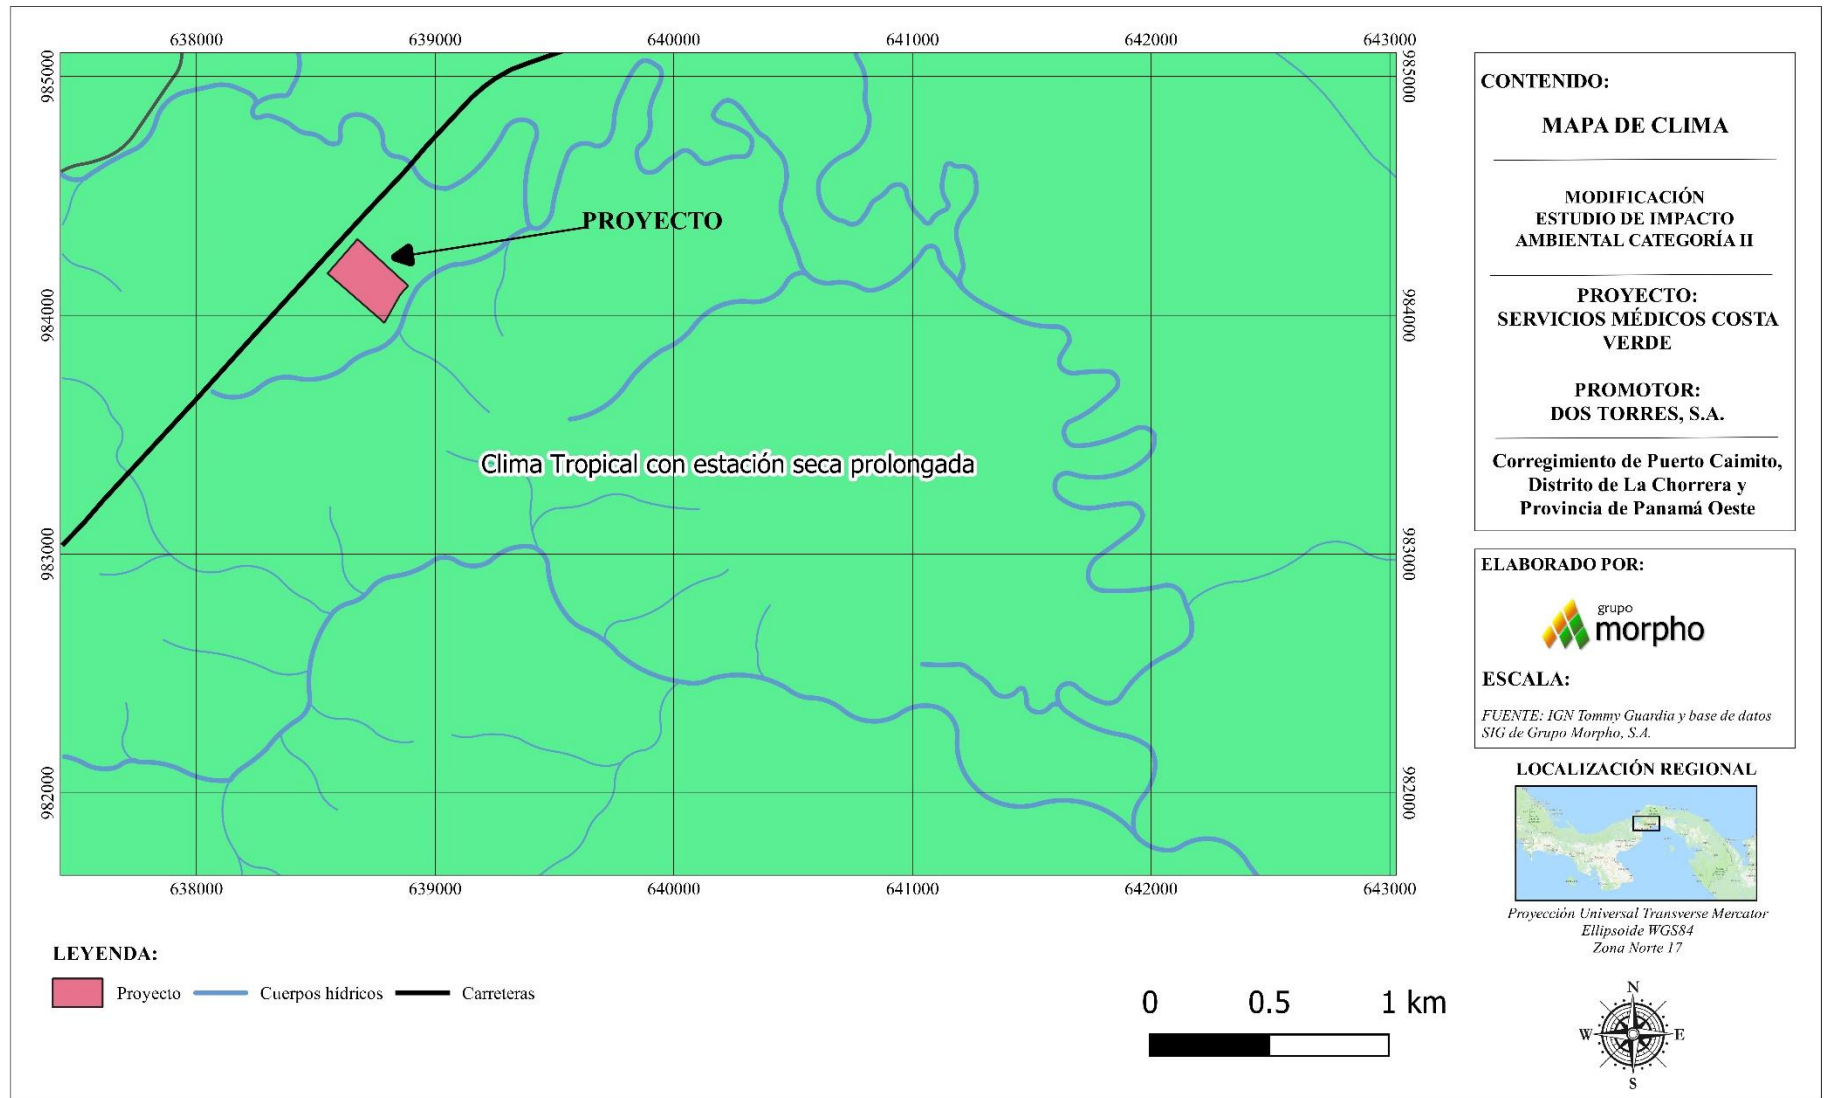 638000 639000 640000 641000 642000 643000
985000 985000
984000 984000
983000 983000
982000 982000
PROYECTO
Clima Tropical con estación seca prolongada
638000 639000 640000 641000 642000 643000
LEYENDA:
Proyecto Cuerpos hídricos Carreteras
0 0.5 1 km
CONTENIDO:
MAPA DE CLIMA
MODIFICACIÓN
ESTUDIO DE IMPACTO
AMBIENTAL CATEGORÍA II
PROYECTO:
SERVICIOS MÉDICOS COSTA
VERDE
PROMOTOR:
DOS TORRES, S.A.
Corregimiento de Puerto Caimito,
Distrito de La Chorrera y
Provincia de Panamá Oeste
ELABORADO POR:
grupo
morpho
ESCALA:
FUENTE: IGN Tommy Guardia y base de datos
SIG de Grupo Morpho, S.A.
LOCALIZACIÓN REGIONAL
Proyección Universal Transverse Mercator
Ellipsoide WGS84
Zona Norte 17
N
W E
S